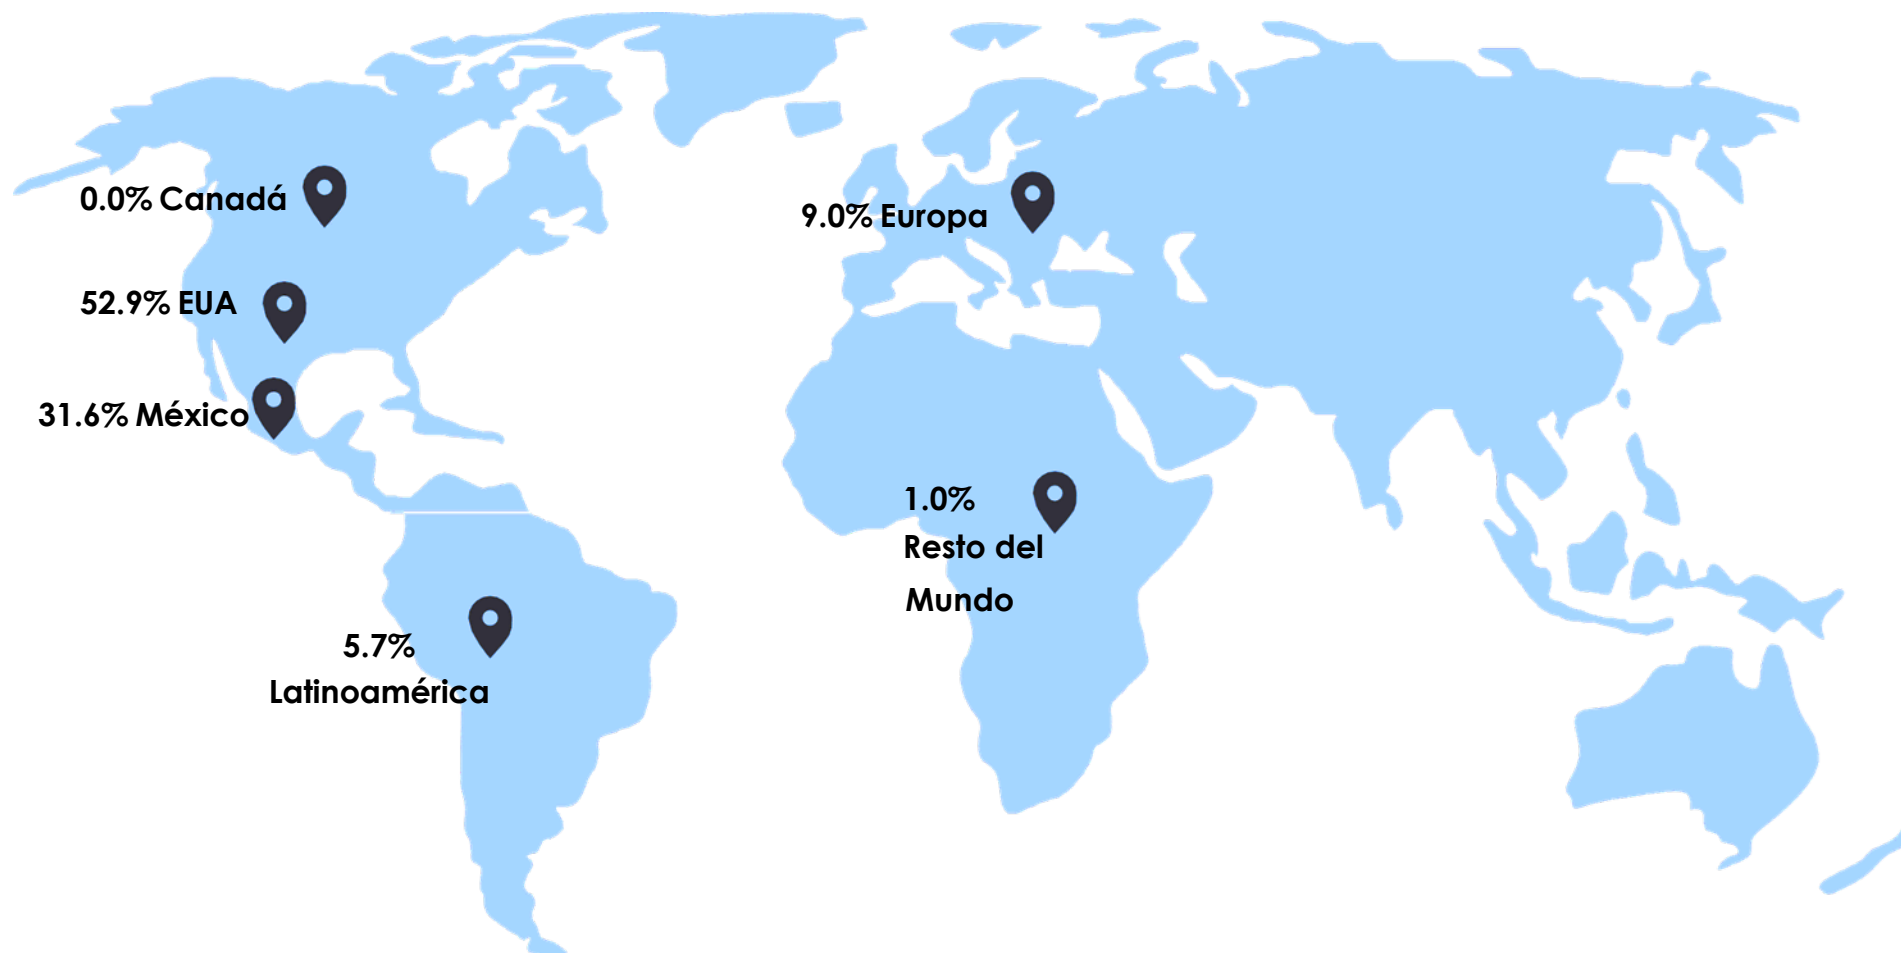 0.0% Canadá
9.0% Europa
52.9% EUA
31.6% México
1.0%
Resto del
Mundo
5.7%
Latinoamérica